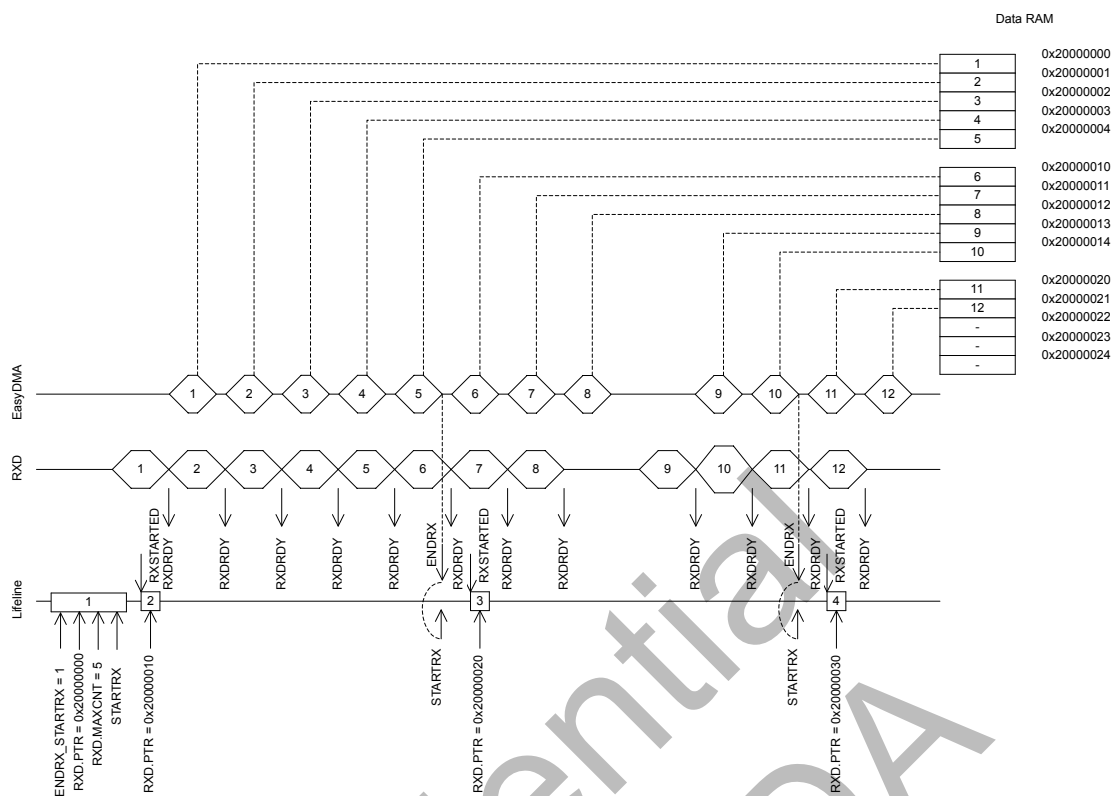 Data RAM
1 0x20000000
2 0x20000001
3 0x20000002
4 0x20000003
5 0x20000004
6 0x20000010
7 0x20000011
8 0x20000012
9 0x20000013
10 0x20000014
11 0x20000020
12 0x20000021
- 0x20000022
- 0x20000023
- 0x20000024
EasyDMA
1 2 3 4 5 6 7 8 9 10 11 12
RXD
1 2 3 4 5 6 7 8 9 10 11 12
RXSTARTED
RXDRDY
RXDRDY
RXDRDY
RXDRDY
RXDRDY
ENDRX
RXDRDY
RXSTARTED
RXDRDY
RXDRDY
RXDRDY
RXDRDY
ENDRX
RXDRDY
RXSTARTED
RXDRDY
Lifeline
1 2 3 4
ENDRX_STARTRX = 1
RXD.PTR = 0x20000000
RXD.MAXCNT = 5
STARTRX
RXD.PTR = 0x20000010
STARTRX
RXD.PTR = 0x20000020
STARTRX
RXD.PTR = 0x20000030